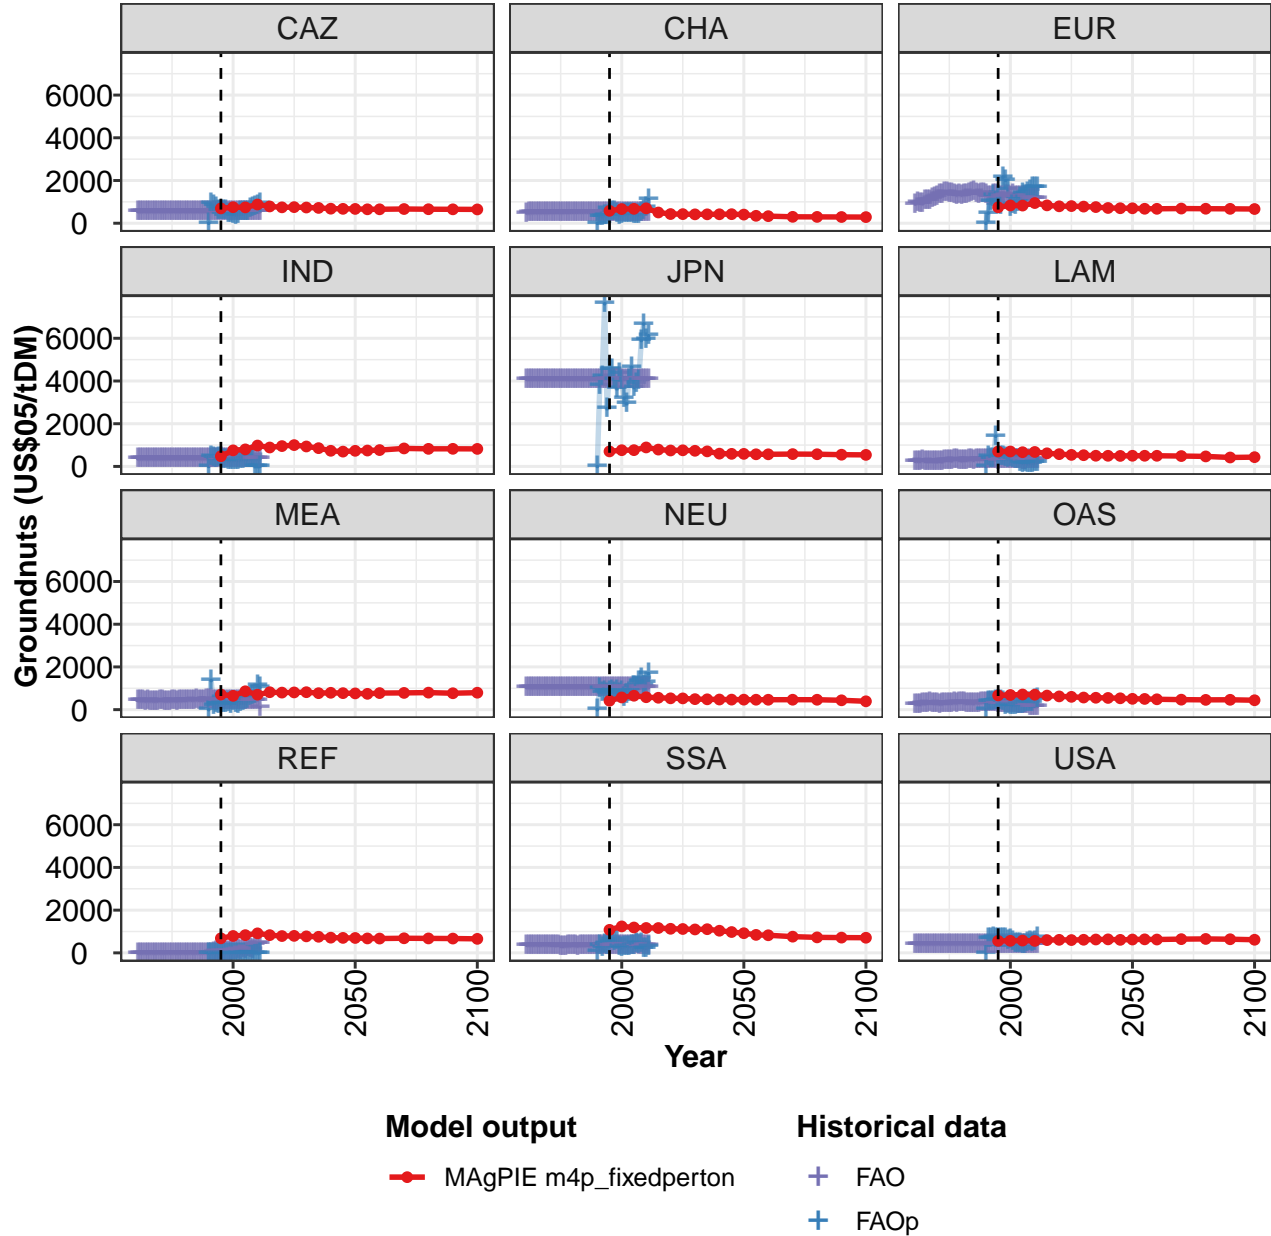 CAZ CHA EUR
6000
4000
2000
0
IND JPN LAM
6000
4000
2000
0
MEA NEU OAS
6000
4000
2000
0
REF SSA USA
6000
4000
2000
0
Groundnuts (US$05/tDM)
2000 2050 2100 2000 2050 2100 2000 2050 2100
Year
Model output Historical data
MAgPIE m4p_fixedperton FAO
FAOp